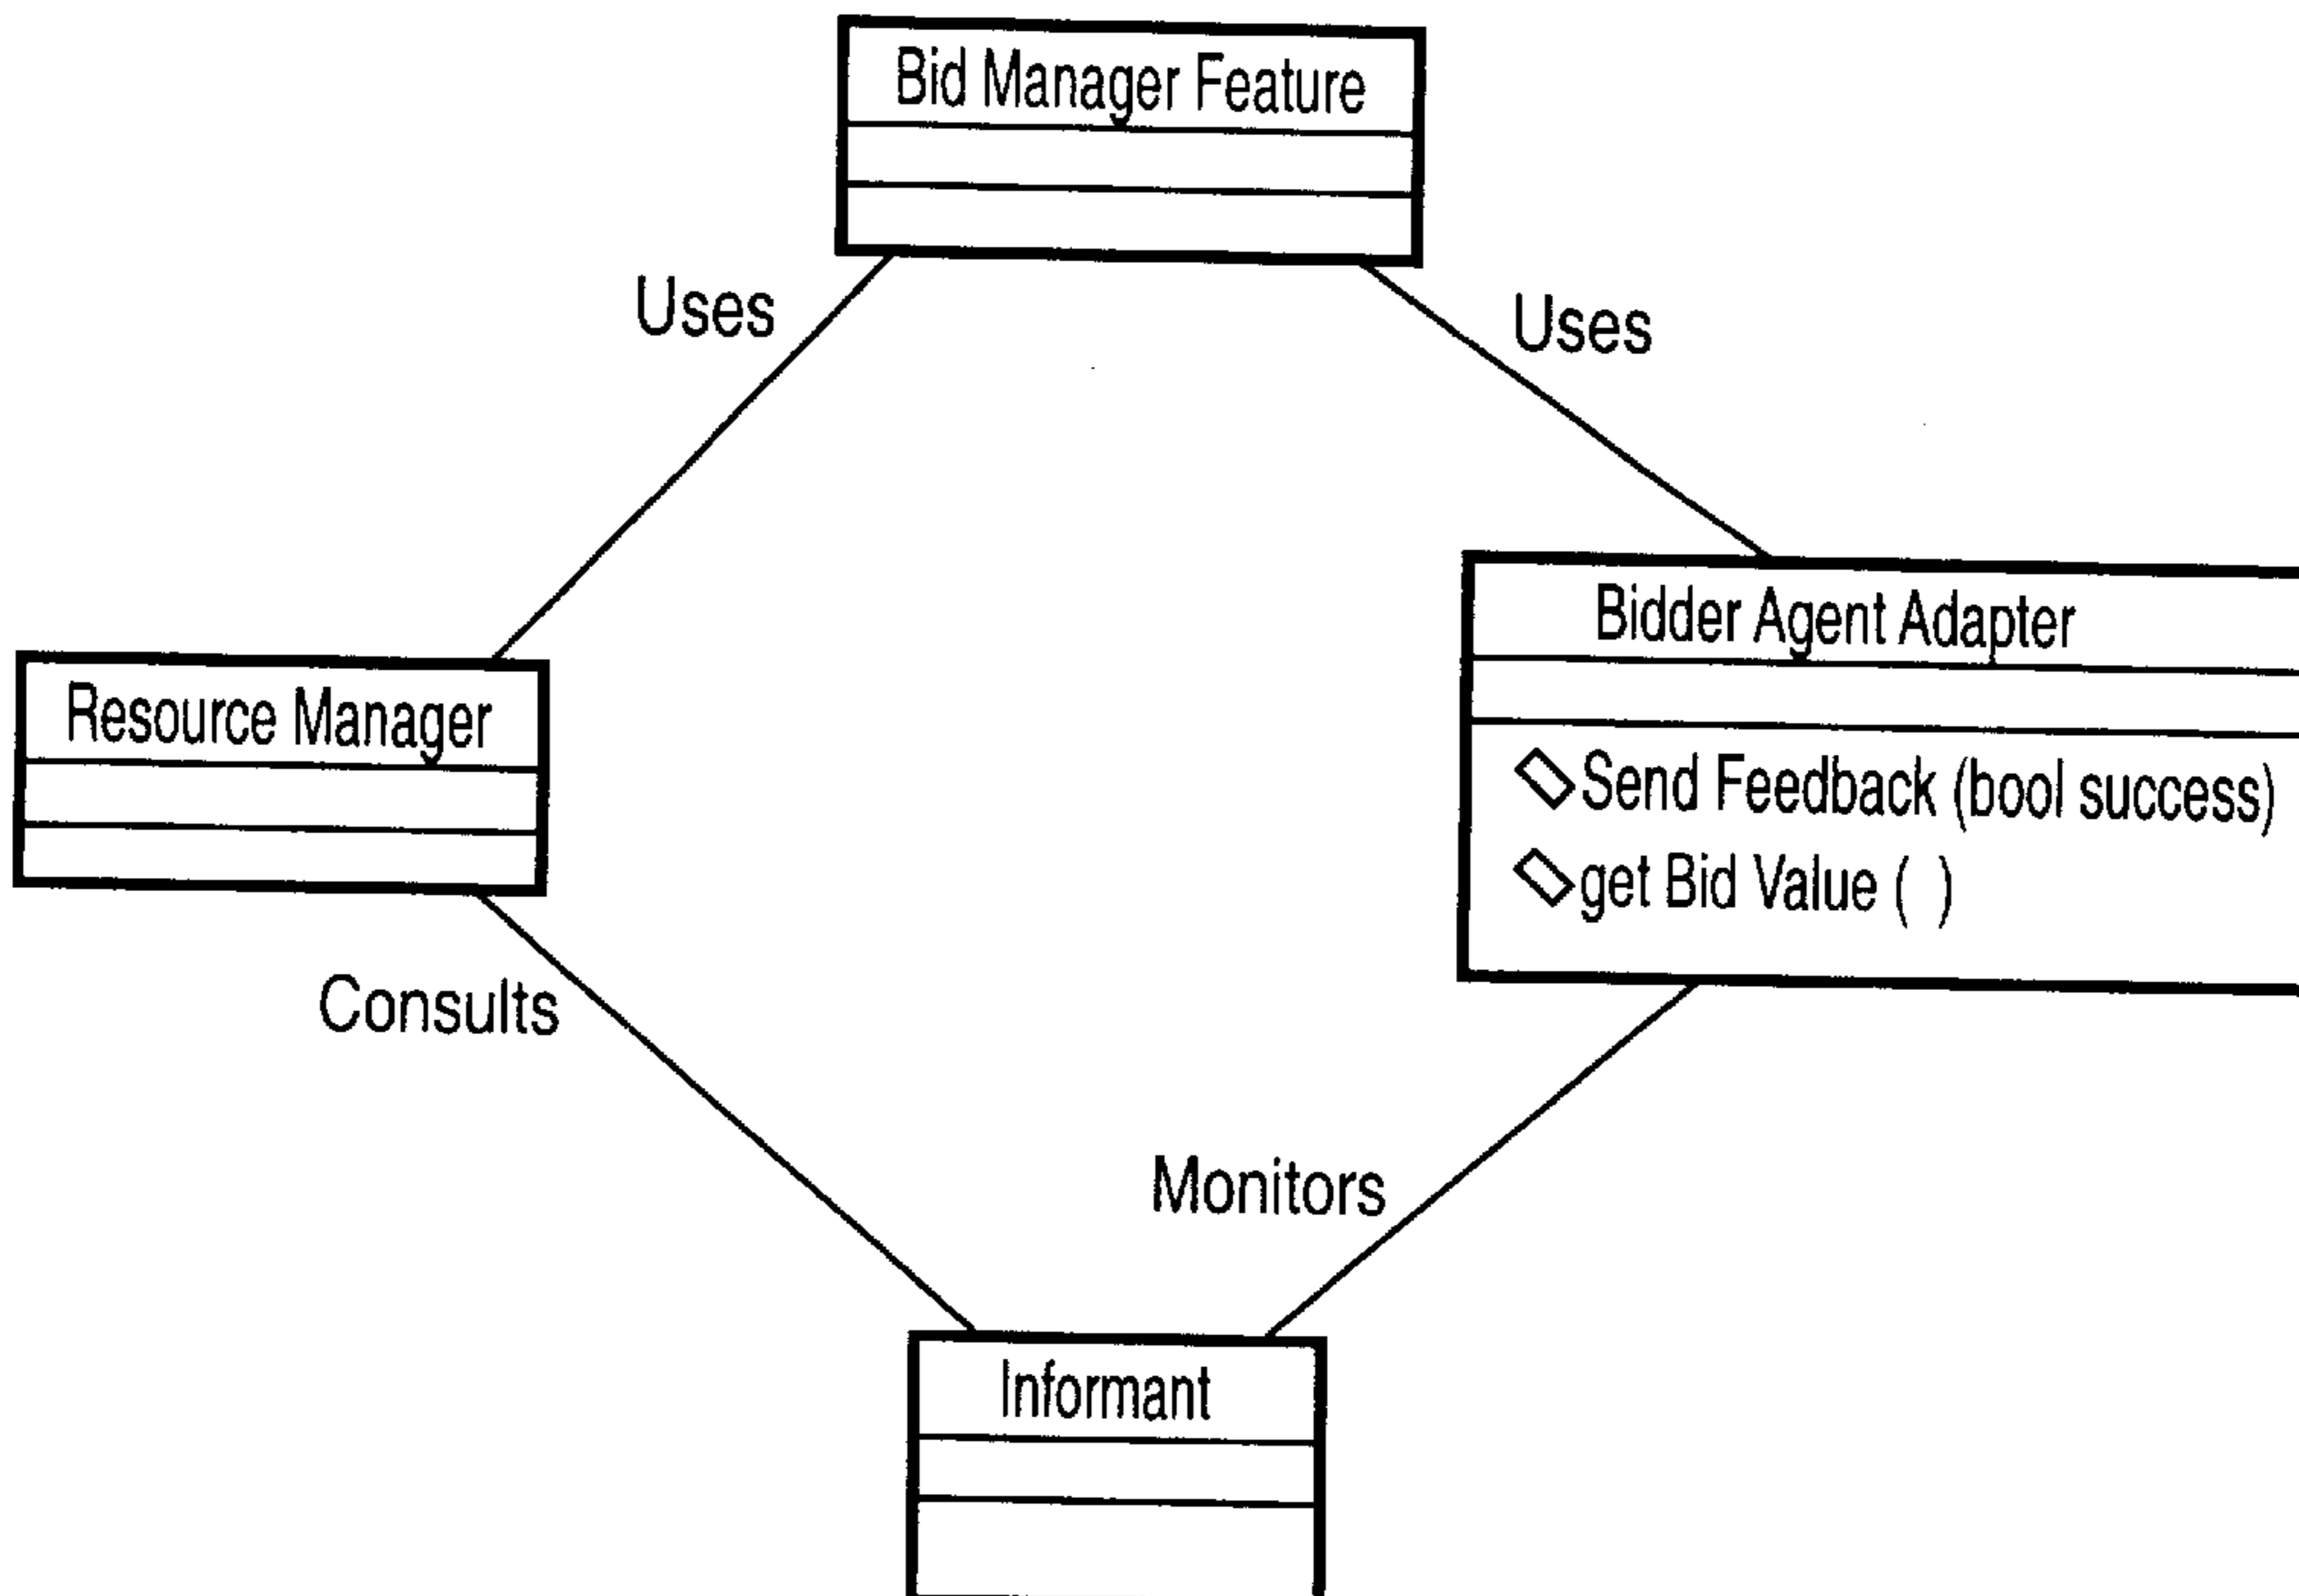 Bid Manager Feature
Uses
Uses
Bidder Agent Adapter
Resource Manager
Send Feedback (bool success)
get Bid Value ( )
Consults
Monitors
Informant